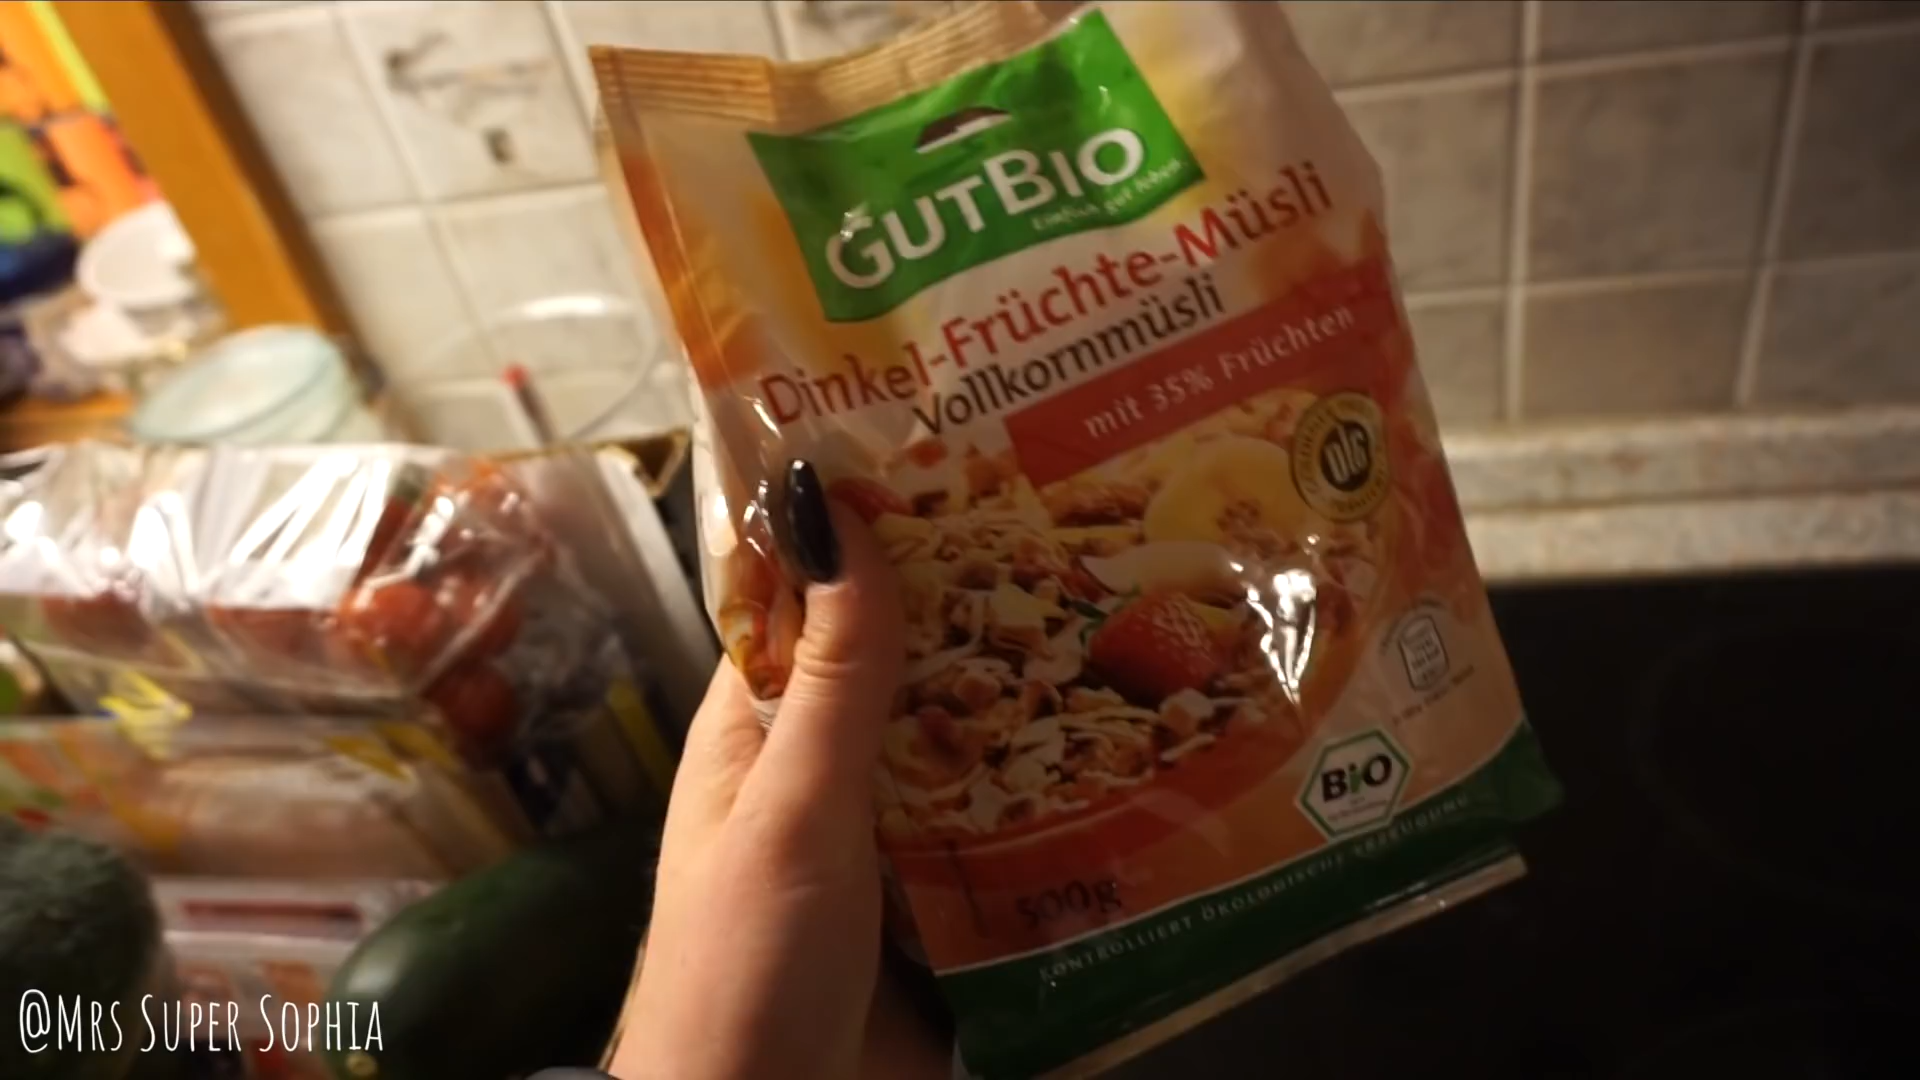 GUTBIO
Einfach gut leben.
Dinkel-Früchte-Müsli
Vollkornmüsli
mit 35% Früchten
DLG
BiO
500g
KONTROLLIERT ÖKOLOGISCHE ERZEUGUNG
@MRS SUPER SOPHIA